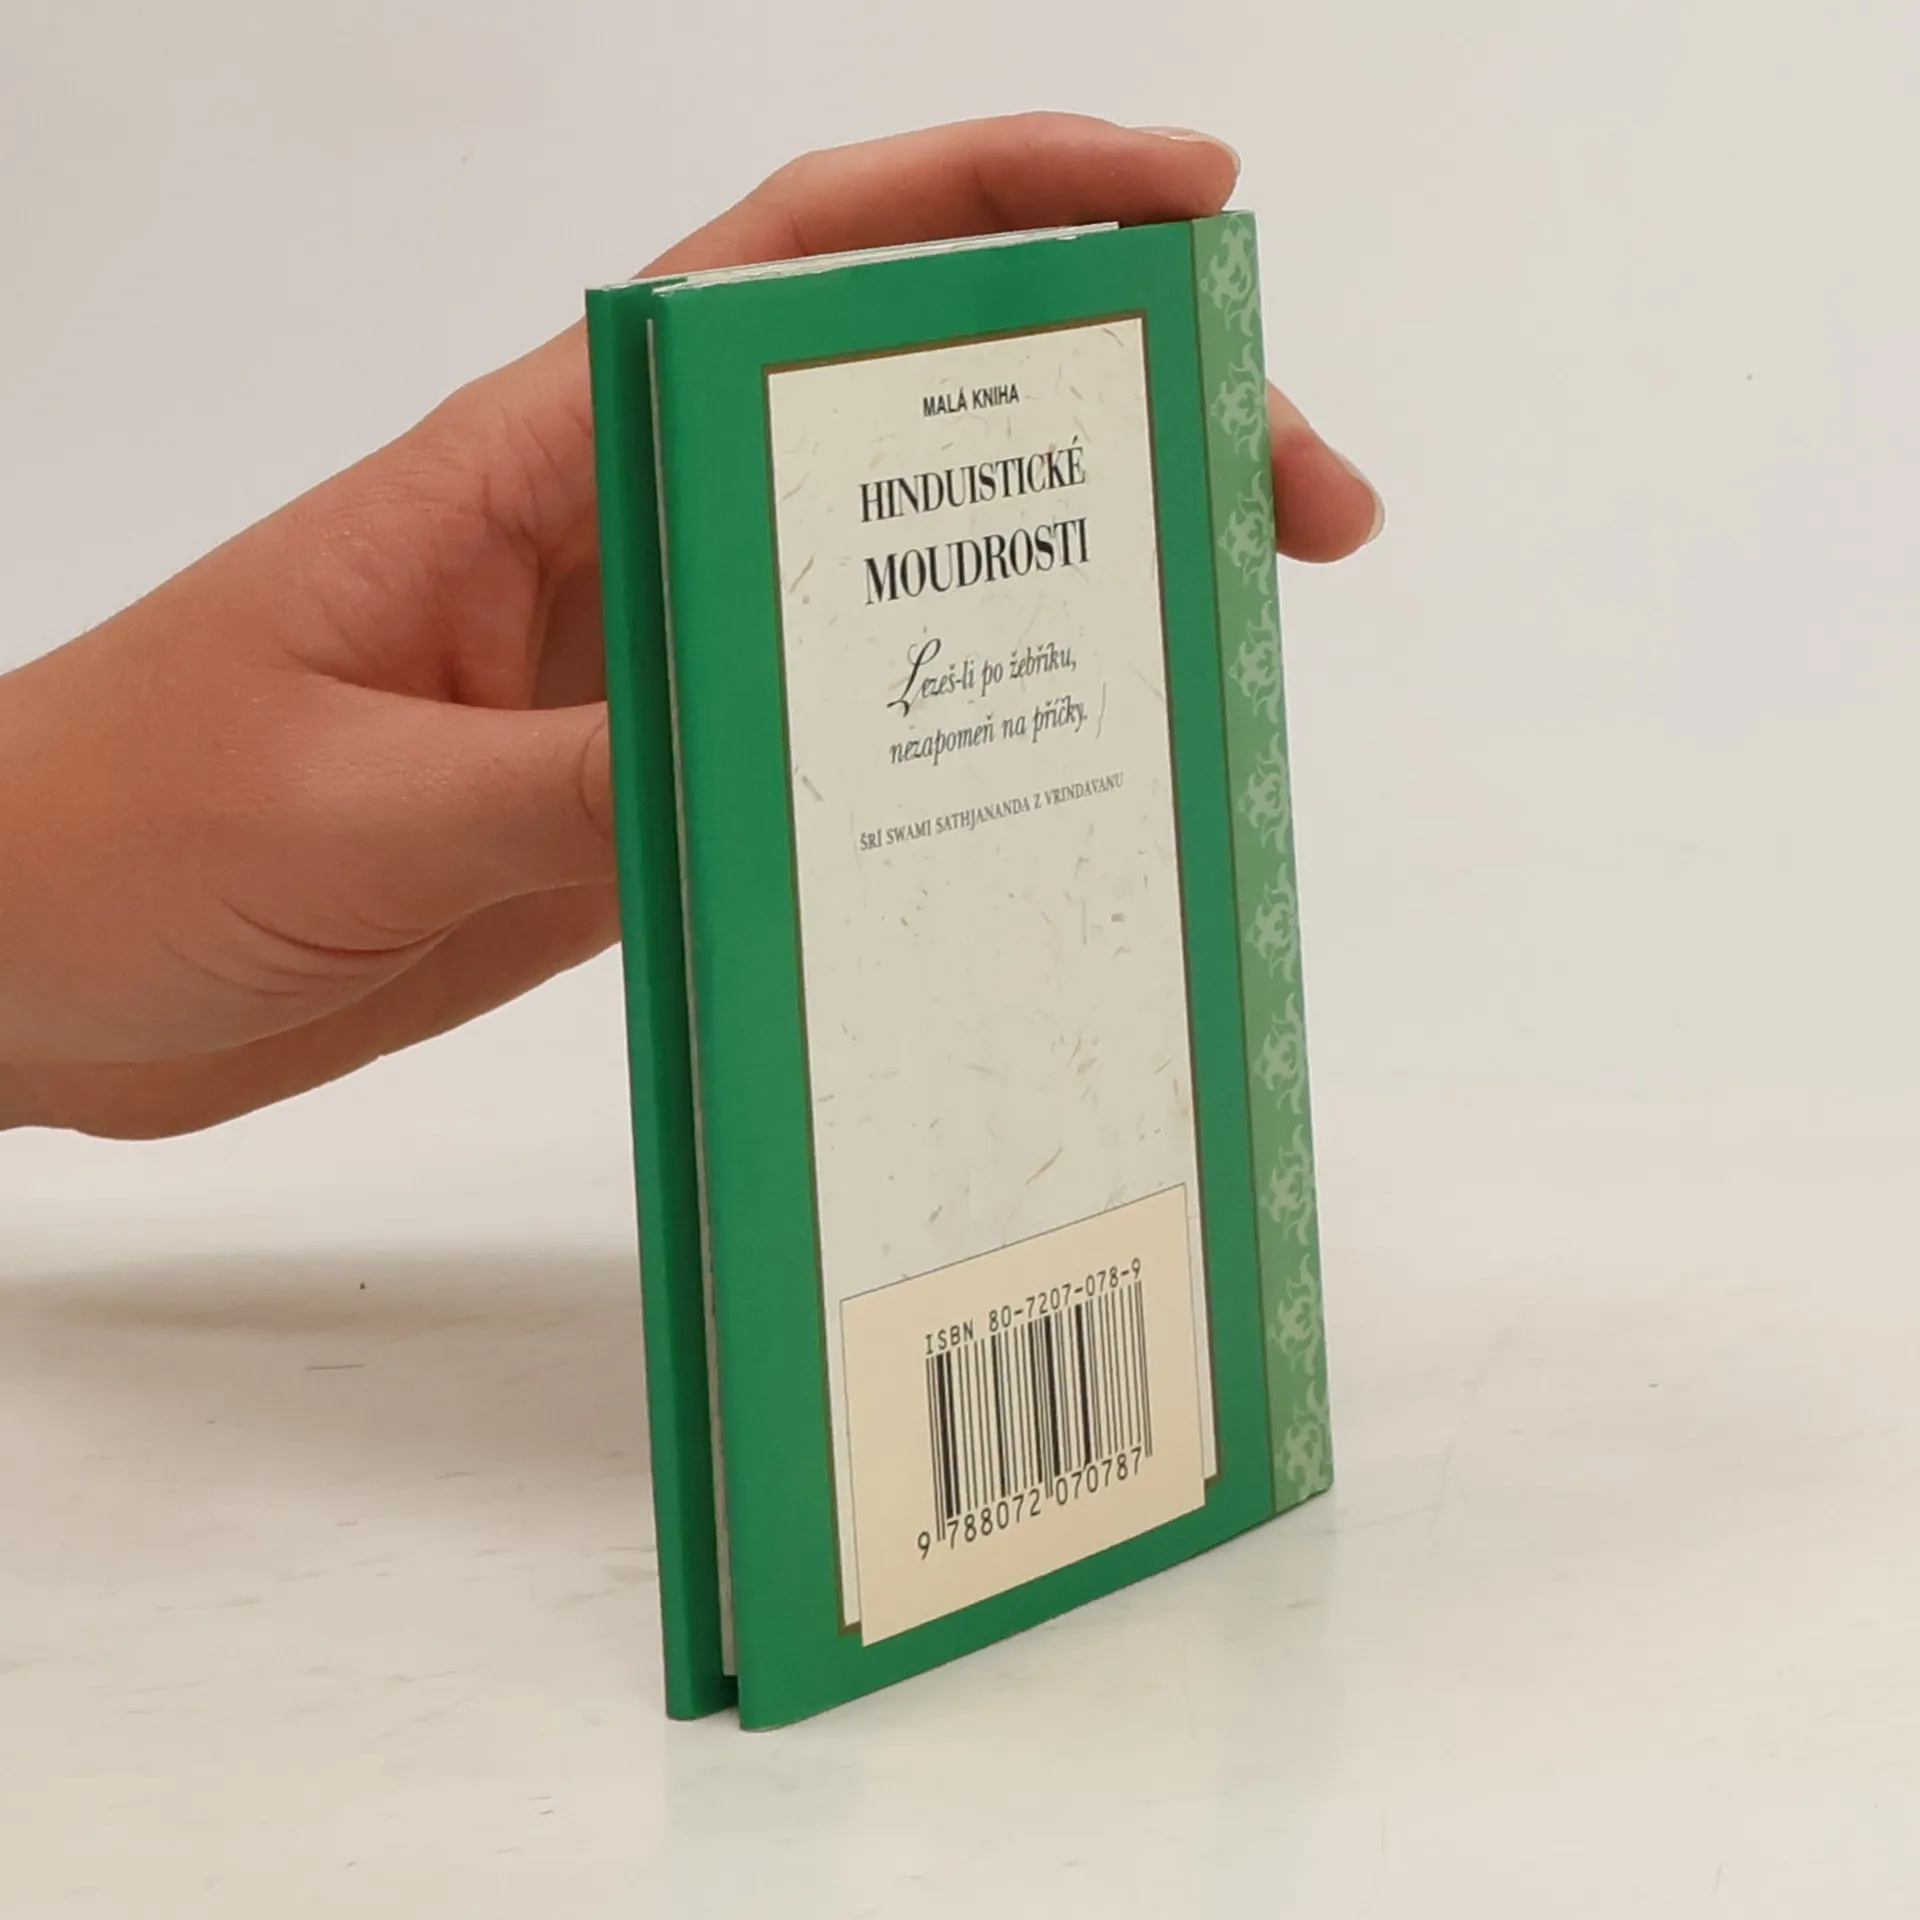 MALÁ KNIHA
HINDUISTICKÉ
MOUDROSTI
Lezeš-li po žebříku,
nezapomeň na příčky.
ŠRÍ SWAMI SATHJANANDA Z VRINDAVANU
ISBN 80-7207-078-9
9 788072 070787